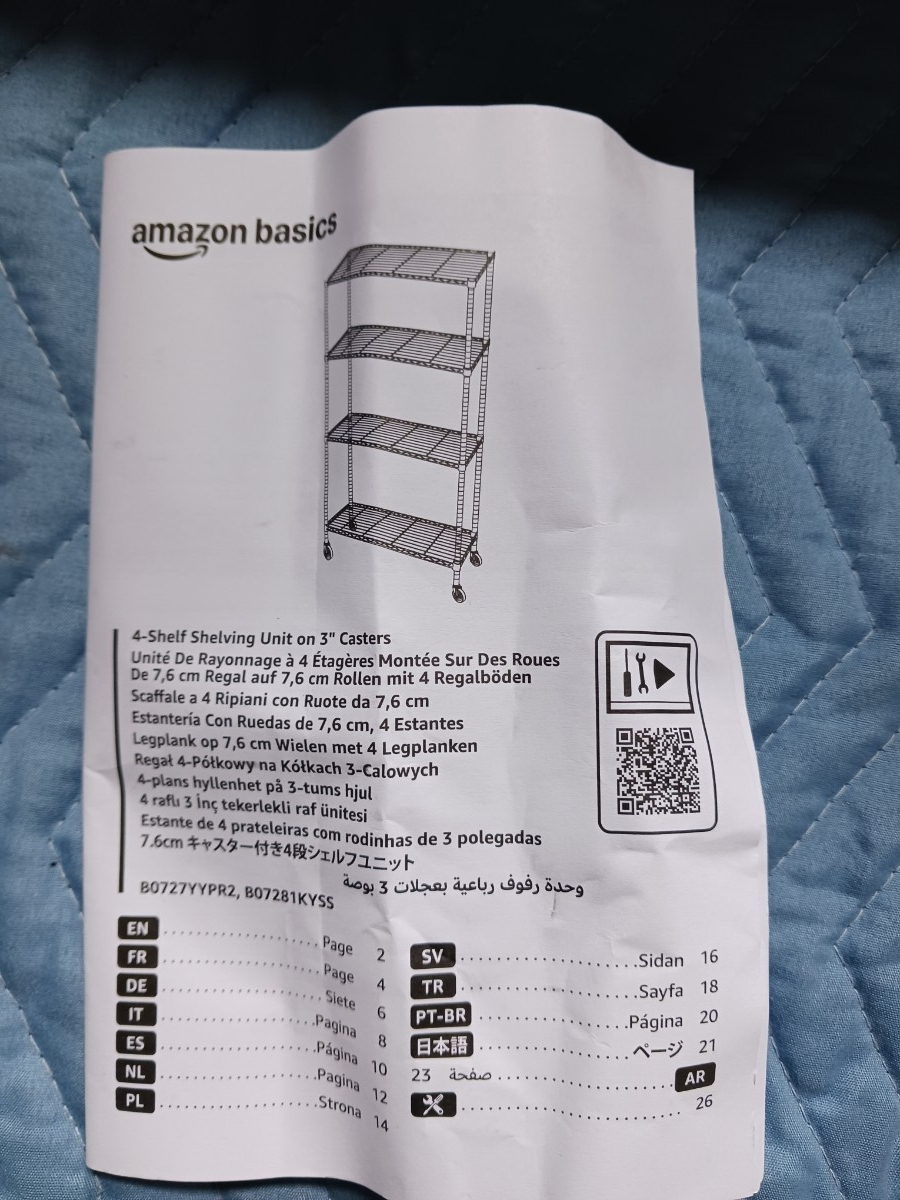 amazon basics
4-Shelf Shelving Unit on 3" Casters
Unité De Rayonnage à 4 Étagères Montée Sur Des Roues
De 7,6 cm Regal auf 7,6 cm Rollen mit 4 Regalböden
Scaffale a 4 Ripiani con Ruote da 7,6 cm
Estantería Con Ruedas de 7,6 cm, 4 Estantes
Legplank op 7,6 cm Wielen met 4 Legplanken
Regał 4-Półkowy na Kółkach 3-Calowych
4-plans hyllenhet på 3-tums hjul
4 raflı 3 inç tekerlekli raf ünitesi
Estante de 4 prateleiras com rodinhas de 3 polegadas
7.6cm キャスター付き4段シェルフユニット
وحدة رفوف رباعية بعجلات 3 بوصة
B0727YYPR2, B07281KYSS
EN ................... Page 2
FR ................... Page 4
DE ................... Siete 6
IT ................... Pagina 8
ES ................... Página 10
NL ................... Pagina 12
PL ................... Strona 14
SV ................... Sidan 16
TR ................... Sayfa 18
PT-BR ................... Página 20
日本語 ................... ページ 21
AR ................... صفحة 23
................... 26